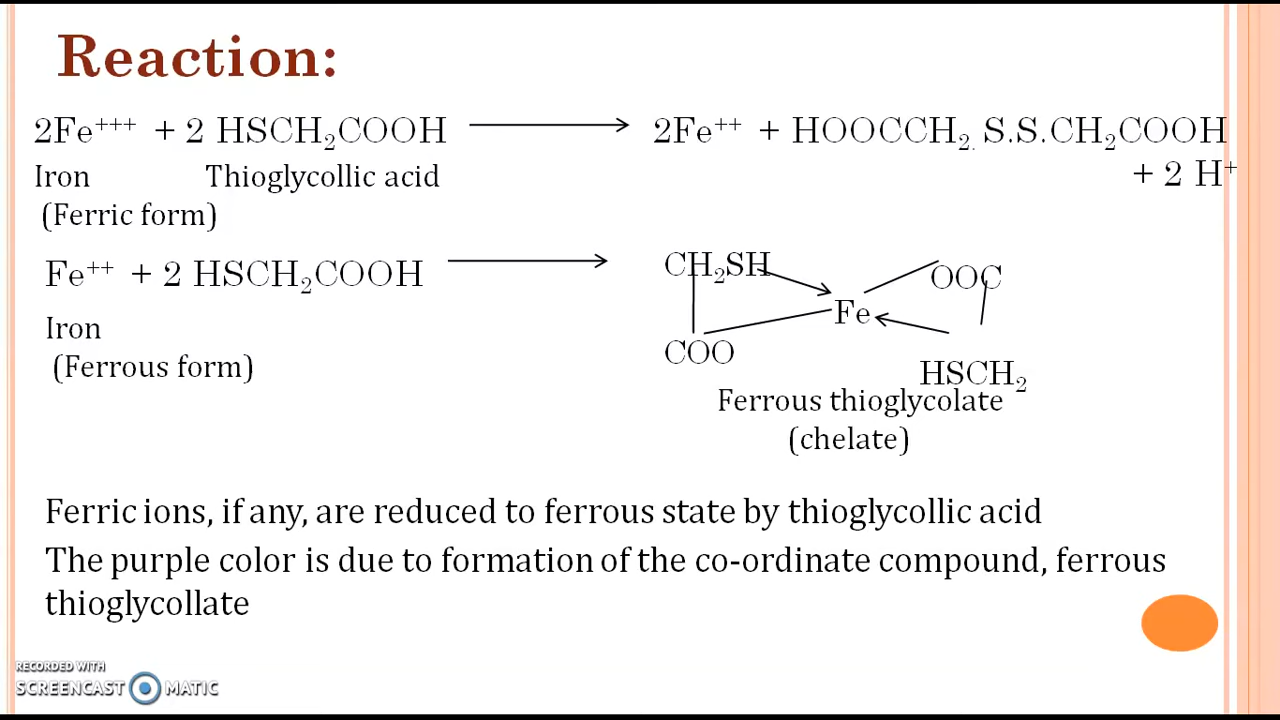 Reaction:
2Fe⁺⁺⁺ + 2 HSCH₂COOH 2Fe⁺⁺ + HOOCCH₂. S.S.CH₂COOH
+ 2 H⁺
Iron Thioglycollic acid
(Ferric form)
Fe⁺⁺ + 2 HSCH₂COOH
CH₂SH OOC
Fe
Iron
COO
(Ferrous form)
HSCH₂
Ferrous thioglycolate
(chelate)
Ferric ions, if any, are reduced to ferrous state by thioglycollic acid
The purple color is due to formation of the co-ordinate compound, ferrous
thioglycollate
RECORDED WITH
SCREENCAST MATIC